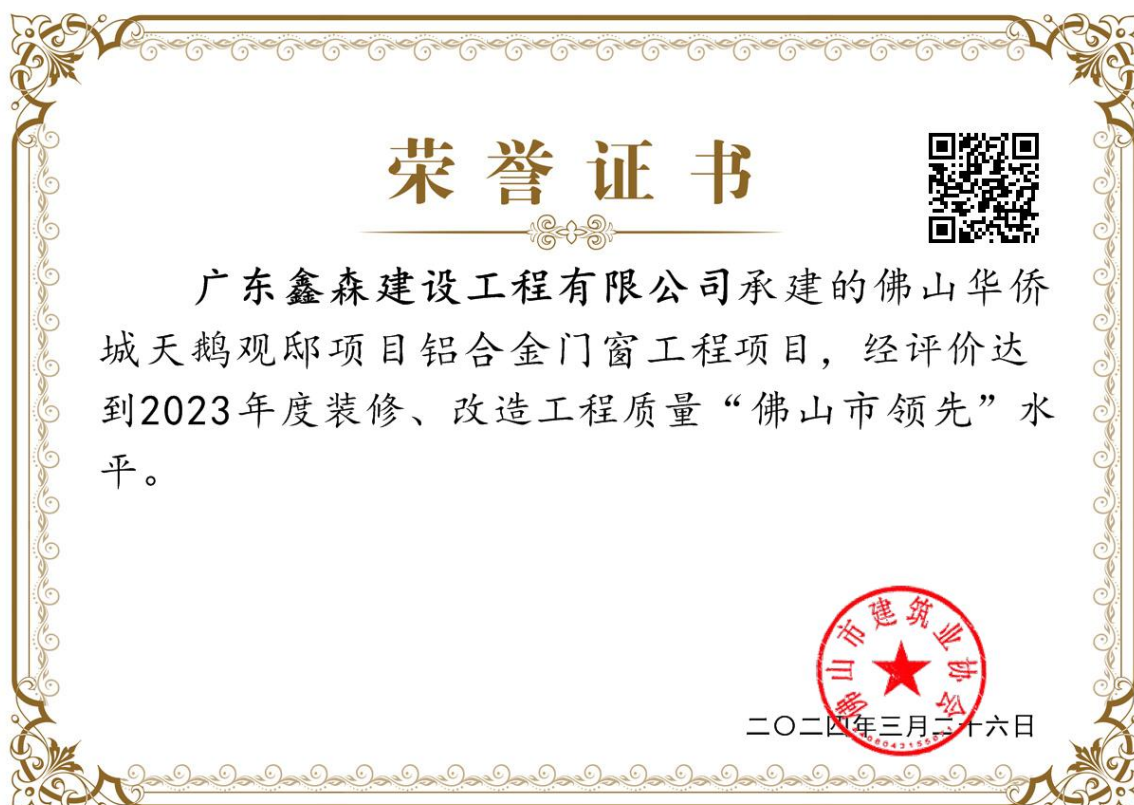 荣誉证书
广东鑫森建设工程有限公司承建的佛山华侨
城天鹅观邸项目铝合金门窗工程项目，经评价达
到2023年度装修、改造工程质量“佛山市领先”水
平。
佛山市建筑业协会
二〇二四年三月二十六日